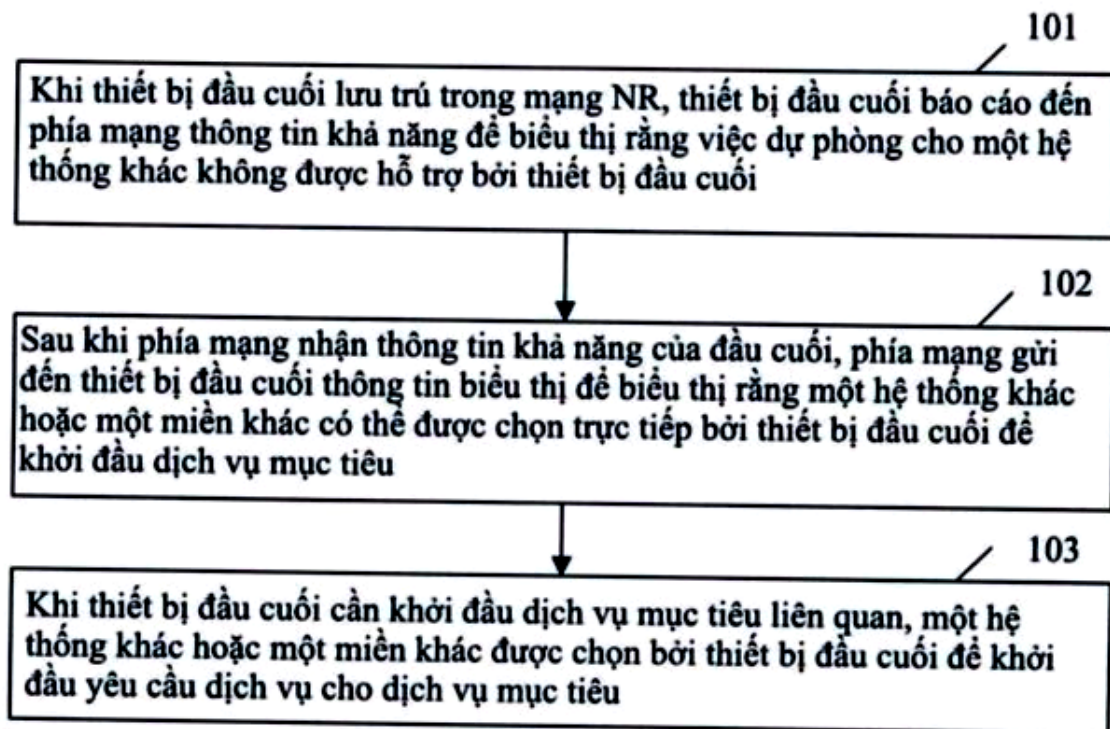 101
Khi thiết bị đầu cuối lưu trú trong mạng NR, thiết bị đầu cuối báo cáo đến
phía mạng thông tin khả năng để biểu thị rằng việc dự phòng cho một hệ
thống khác không được hỗ trợ bởi thiết bị đầu cuối
102
Sau khi phía mạng nhận thông tin khả năng của đầu cuối, phía mạng gửi
đến thiết bị đầu cuối thông tin biểu thị để biểu thị rằng một hệ thống khác
hoặc một miền khác có thể được chọn trực tiếp bởi thiết bị đầu cuối để
khởi đầu dịch vụ mục tiêu
103
Khi thiết bị đầu cuối cần khởi đầu dịch vụ mục tiêu liên quan, một hệ
thống khác hoặc một miền khác được chọn bởi thiết bị đầu cuối để khởi
đầu yêu cầu dịch vụ cho dịch vụ mục tiêu